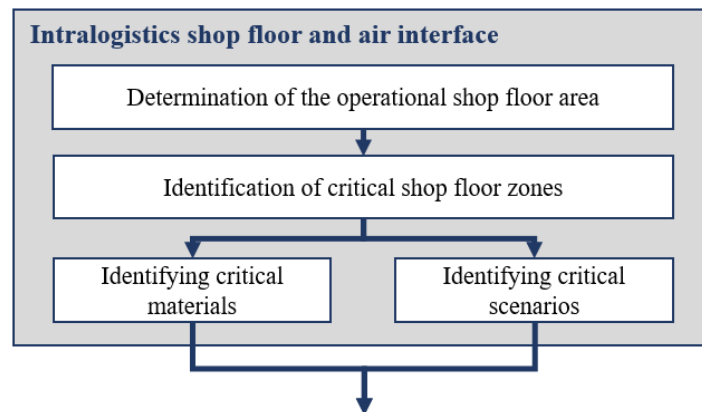 Intralogistics shop floor and air interface
Determination of the operational shop floor area
Identification of critical shop floor zones
Identifying critical
materials
Identifying critical
scenarios